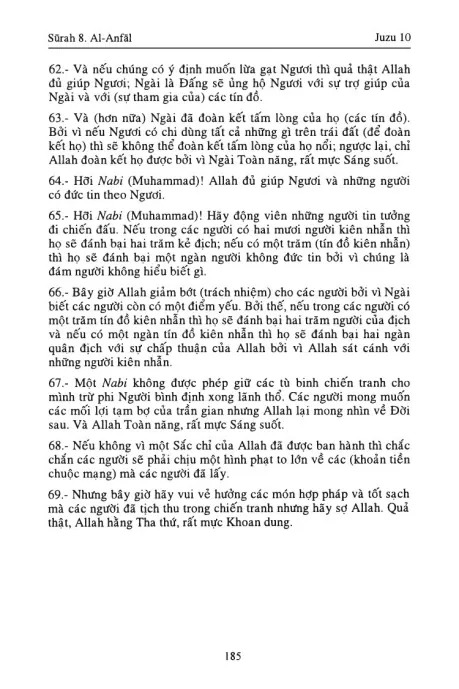 Sūrah 8. Al-Anfāl Juzu 10
62.- Và nếu chúng có ý định muốn lừa gạt Ngươi thì quả thật Allah
đủ giúp Ngươi; Ngài là Đấng sẽ ủng hộ Ngươi với sự trợ giúp của
Ngài và với (sự tham gia của) các tín đồ.
63.- Và (hơn nữa) Ngài đã đoàn kết tấm lòng của họ (các tín đồ).
Bởi vì nếu Ngươi có chi dùng tất cả những gì trên trái đất (để đoàn
kết họ) thì sẽ không thể đoàn kết tấm lòng của họ nổi; ngược lại, chỉ
Allah đoàn kết họ được bởi vì Ngài Toàn năng, rất mực Sáng suốt.
64.- Hỡi Nabi (Muhammad)! Allah đủ giúp Ngươi và những người
có đức tin theo Ngươi.
65.- Hỡi Nabi (Muhammad)! Hãy động viên những người tin tưởng
đi chiến đấu. Nếu trong các người có hai mươi người kiên nhẫn thì
họ sẽ đánh bại hai trăm kẻ địch; nếu có một trăm (tín đồ kiên nhẫn)
thì họ sẽ đánh bại một ngàn người không đức tin bởi vì chúng là
đám người không hiểu biết gì.
66.- Bây giờ Allah giảm bớt (trách nhiệm) cho các người bởi vì Ngài
biết các người còn có một điểm yếu. Bởi thế, nếu trong các người có
một trăm tín đồ kiên nhẫn thì họ sẽ đánh bại hai trăm người của địch
và nếu có một ngàn tín đồ kiên nhẫn thì họ sẽ đánh bại hai ngàn
quân địch với sự chấp thuận của Allah bởi vì Allah sát cánh với
những người kiên nhẫn.
67.- Một Nabi không được phép giữ các tù binh chiến tranh cho
mình trừ phi Người bình định xong lãnh thổ. Các người mong muốn
các mối lợi tạm bợ của trần gian nhưng Allah lại mong nhìn về Đời
sau. Và Allah Toàn năng, rất mực Sáng suốt.
68.- Nếu không vì một Sắc chỉ của Allah đã được ban hành thì chắc
chắn các người sẽ phải chịu một hình phạt to lớn về các (khoản tiền
chuộc mạng) mà các người đã lấy.
69.- Nhưng bây giờ hãy vui vẻ hưởng các món hợp pháp và tốt sạch
mà các người đã tịch thu trong chiến tranh nhưng hãy sợ Allah. Quả
thật, Allah hằng Tha thứ, rất mực Khoan dung.
185